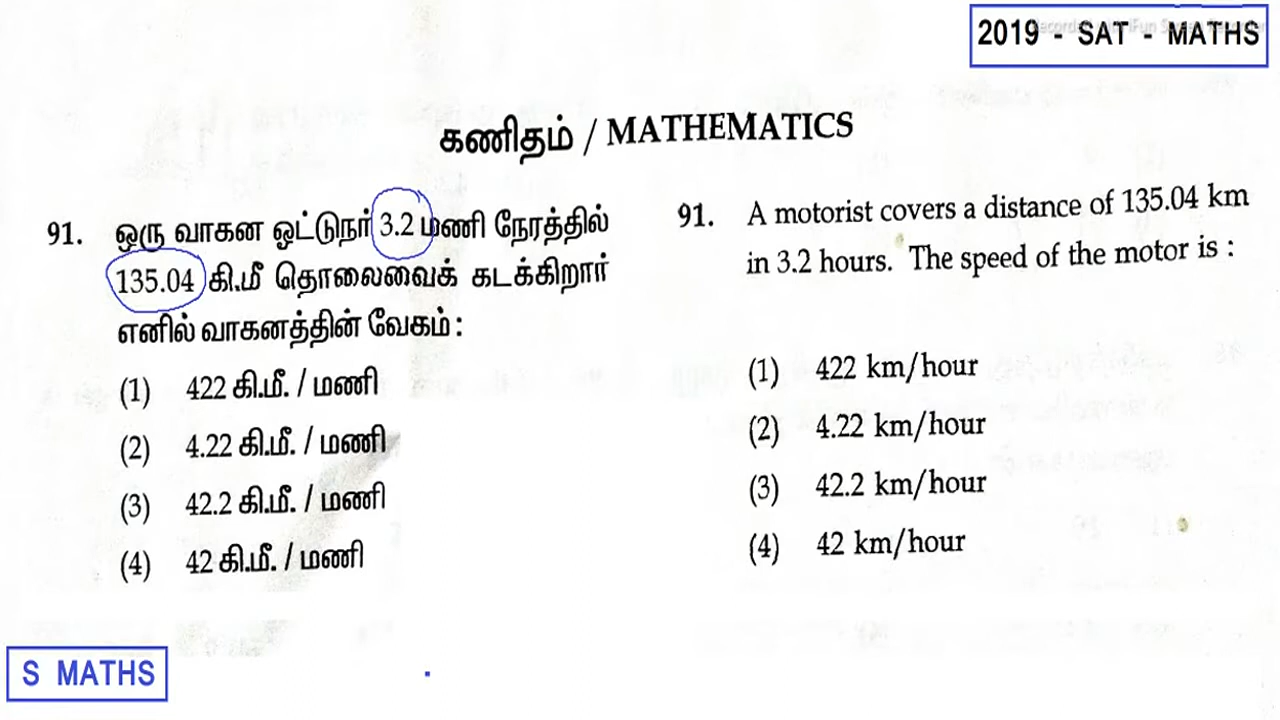 2019 - SAT - MATHS
கணிதம் / MATHEMATICS
91. ஒரு வாகன ஓட்டுநர் 3.2 மணி நேரத்தில்
135.04 கி.மீ தொலைவைக் கடக்கிறார்
எனில் வாகனத்தின் வேகம் :
(1) 422 கி.மீ. / மணி
(2) 4.22 கி.மீ. / மணி
(3) 42.2 கி.மீ. / மணி
(4) 42 கி.மீ. / மணி
91. A motorist covers a distance of 135.04 km
in 3.2 hours. The speed of the motor is :
(1) 422 km/hour
(2) 4.22 km/hour
(3) 42.2 km/hour
(4) 42 km/hour
S MATHS